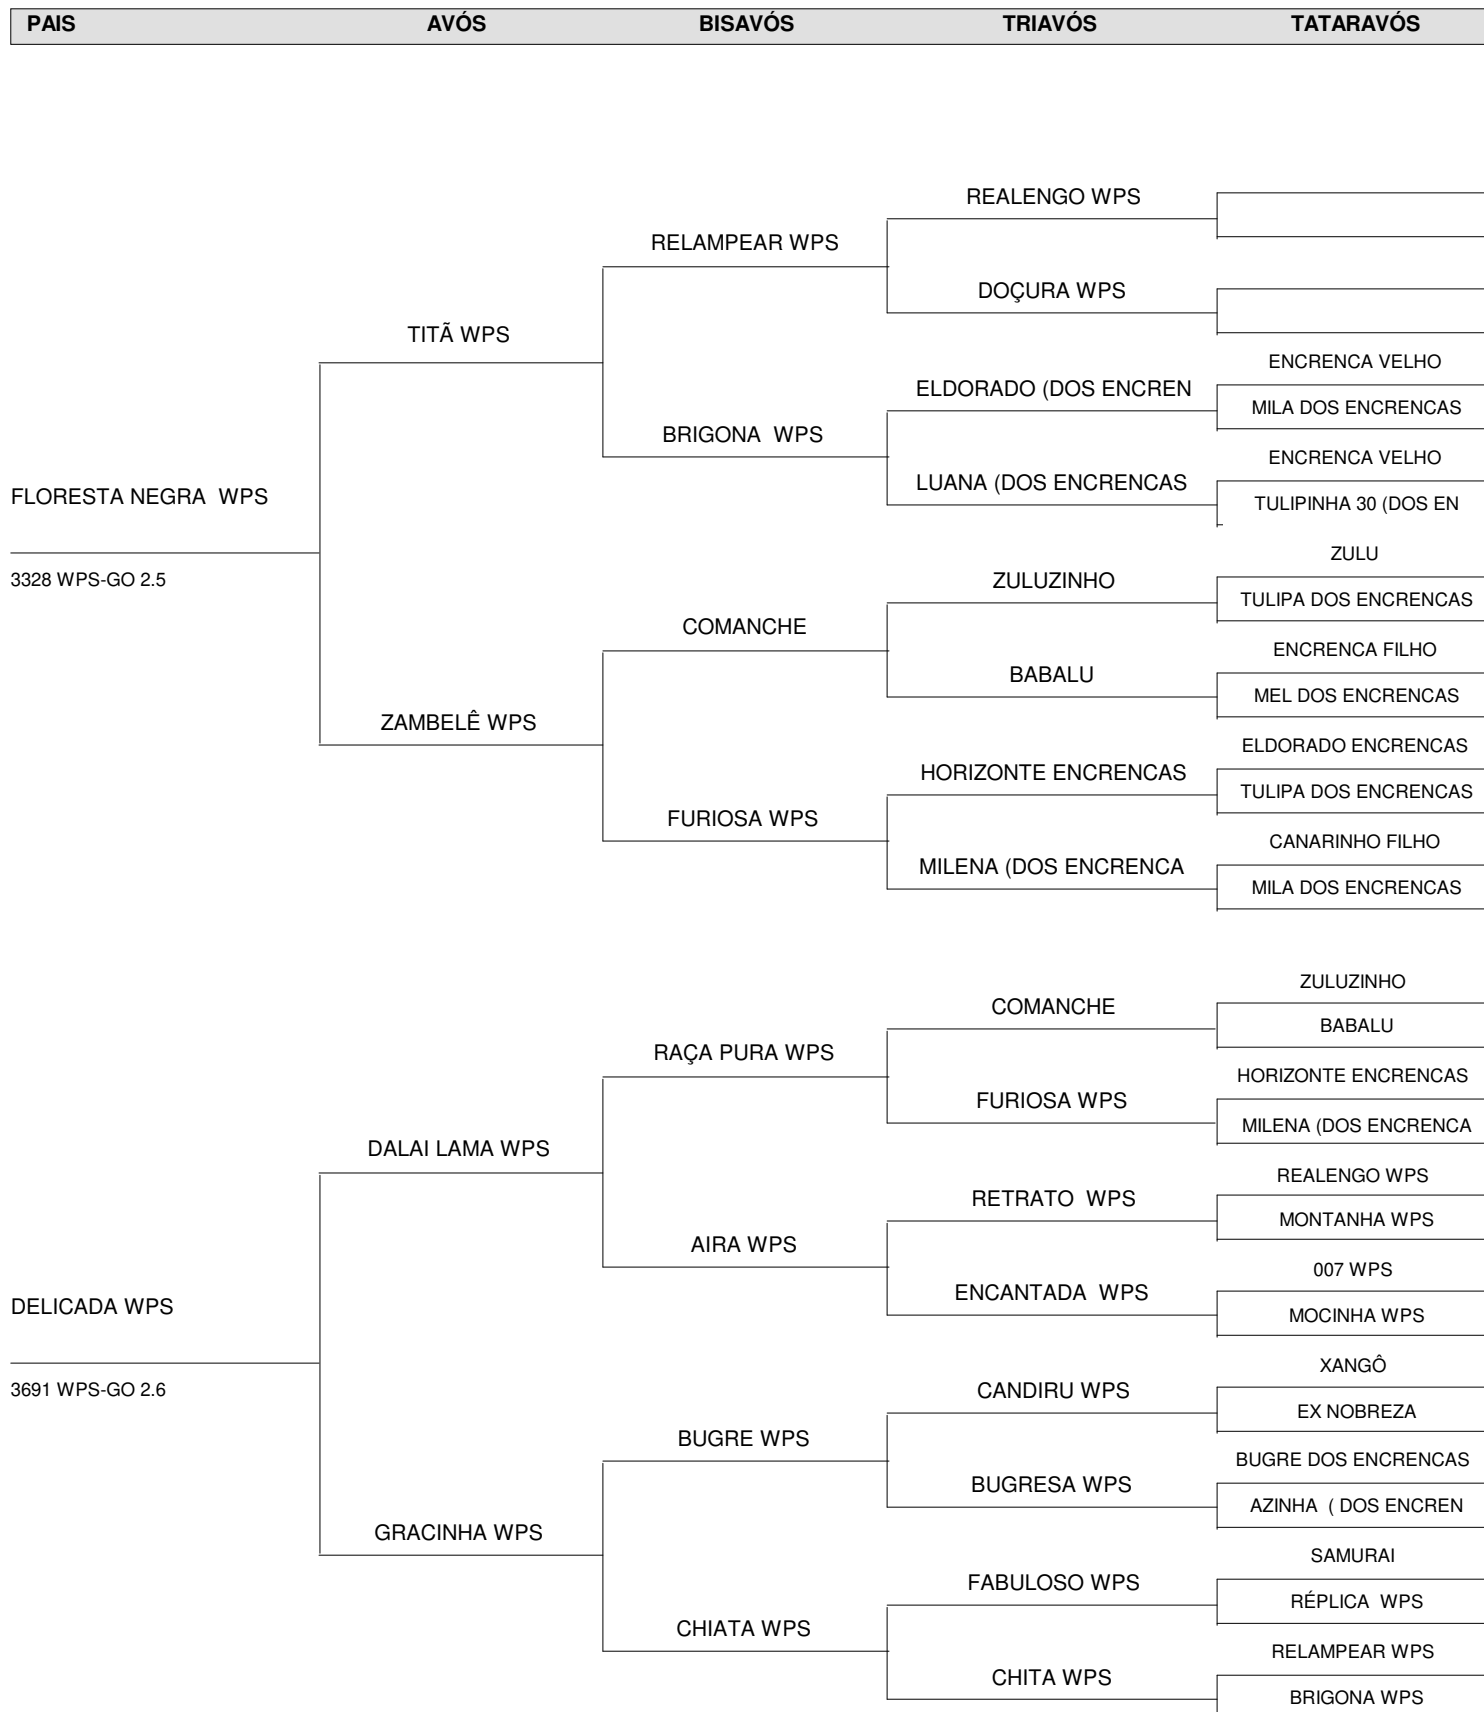 PAIS AVÓS BISAVÓS TRIAVÓS TATARAVÓS
REALENGO WPS
RELAMPEAR WPS
DOÇURA WPS
TITÃ WPS
ENCRENCA VELHO
ELDORADO (DOS ENCREN
MILA DOS ENCRENCAS
BRIGONA WPS
ENCRENCA VELHO
LUANA (DOS ENCRENCAS
FLORESTA NEGRA WPS
TULIPINHA 30 (DOS EN
ZULU
3328 WPS-GO 2.5
ZULUZINHO
TULIPA DOS ENCRENCAS
COMANCHE
ENCRENCA FILHO
BABALU
MEL DOS ENCRENCAS
ZAMBELÊ WPS
ELDORADO ENCRENCAS
HORIZONTE ENCRENCAS
TULIPA DOS ENCRENCAS
FURIOSA WPS
CANARINHO FILHO
MILENA (DOS ENCRENCA
MILA DOS ENCRENCAS
ZULUZINHO
COMANCHE
BABALU
RAÇA PURA WPS
HORIZONTE ENCRENCAS
FURIOSA WPS
MILENA (DOS ENCRENCA
DALAI LAMA WPS
REALENGO WPS
RETRATO WPS
MONTANHA WPS
AIRA WPS
007 WPS
ENCANTADA WPS
DELICADA WPS
MOCINHA WPS
XANGÔ
3691 WPS-GO 2.6
CANDIRU WPS
EX NOBREZA
BUGRE WPS
BUGRE DOS ENCRENCAS
BUGRESA WPS
AZINHA ( DOS ENCREN
GRACINHA WPS
SAMURAI
FABULOSO WPS
RÉPLICA WPS
CHIATA WPS
RELAMPEAR WPS
CHITA WPS
BRIGONA WPS